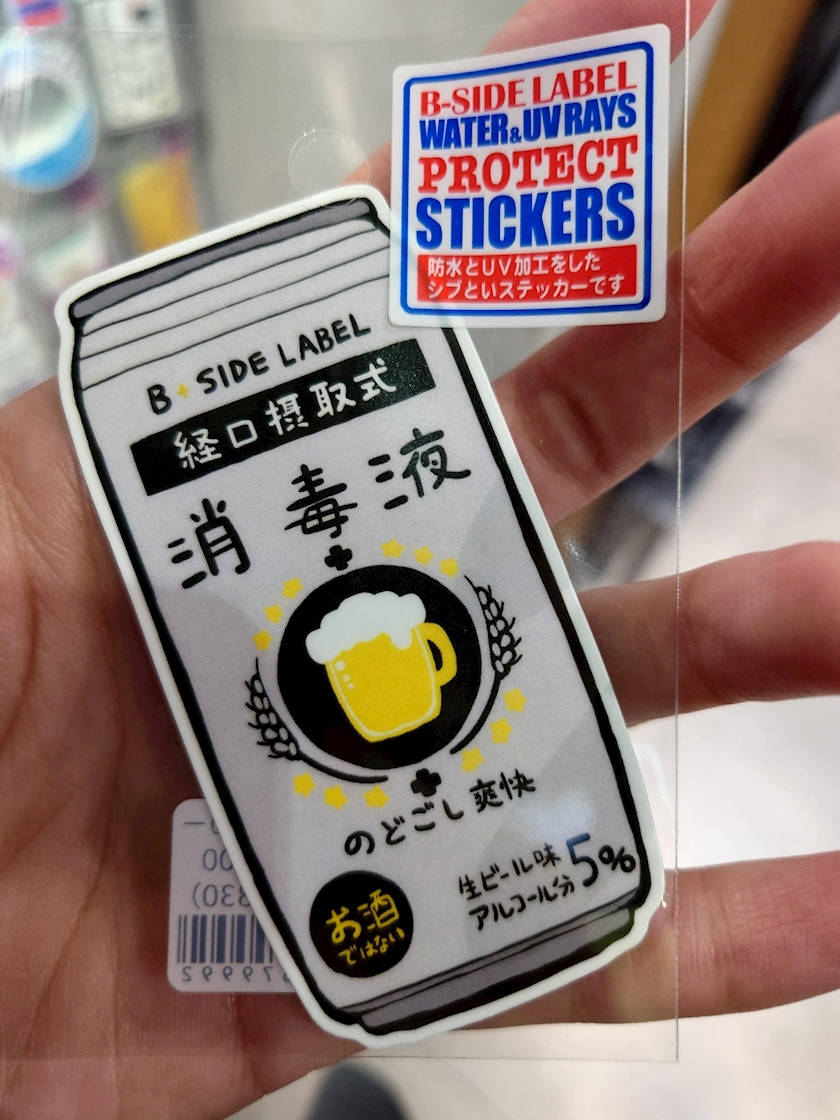 B-SIDE LABEL
WATER&UVRAYS
PROTECT
STICKERS
防水とUV加工をした
シブといステッカーです
B+SIDE LABEL
経口摂取式
消毒液
のどごし爽快
生ビール味
アルコール分5%
お酒
ではない